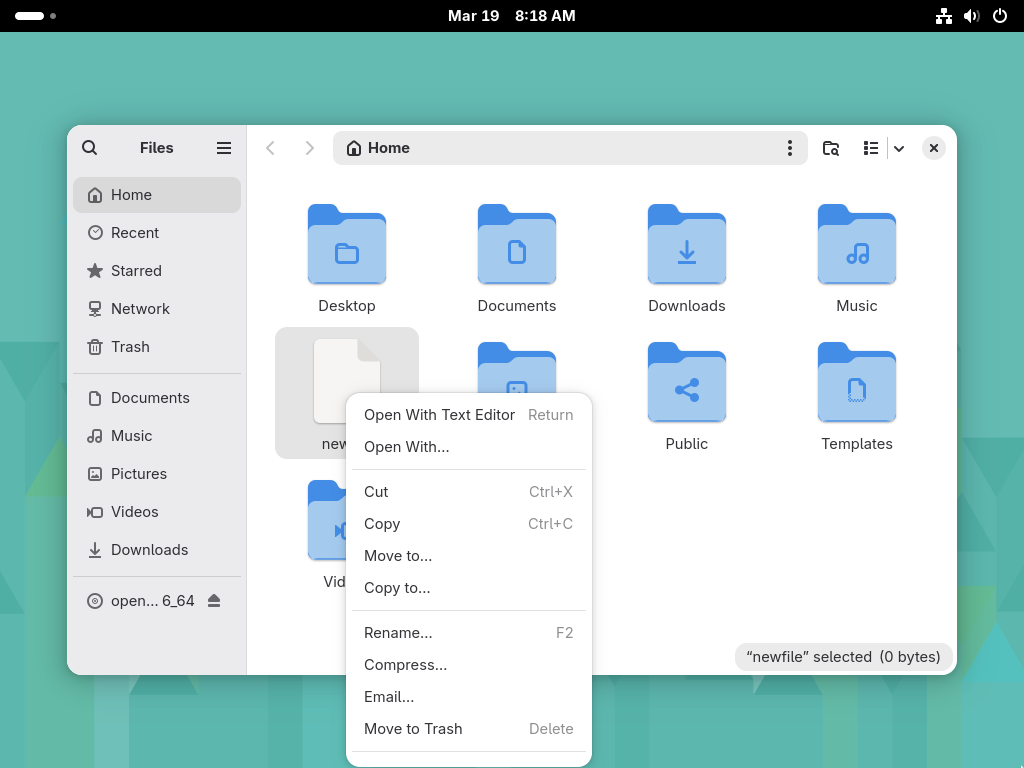 Mar 19 8:18 AM
Files
Home
Home
Recent
Starred
Network
Trash
Documents
Music
Pictures
Videos
Downloads
open... 6_64
Desktop
Documents
Downloads
Music
Public
Templates
Open With Text Editor Return
Open With...
Cut Ctrl+X
Copy Ctrl+C
Move to...
Copy to...
Rename... F2
Compress...
Email...
Move to Trash Delete
“newfile” selected (0 bytes)